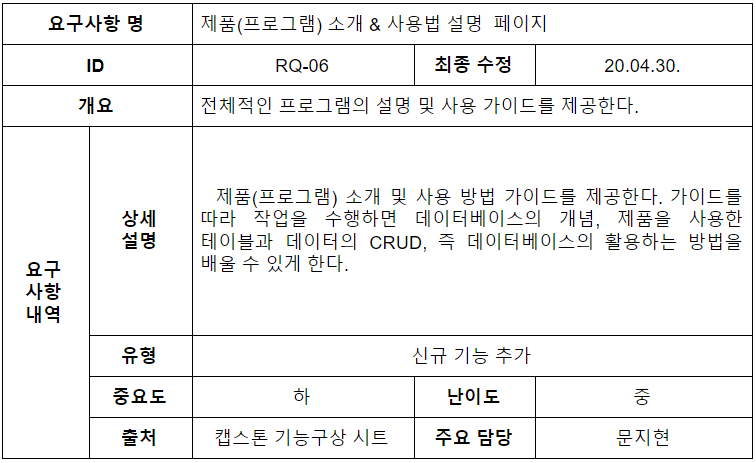 요구사항 명 제품(프로그램) 소개 & 사용법 설명 페이지
ID RQ-06 최종 수정 20.04.30.
개요 전체적인 프로그램의 설명 및 사용 가이드를 제공한다.
요구
사항
내역
상세
설명
제품(프로그램) 소개 및 사용 방법 가이드를 제공한다. 가이드를
따라 작업을 수행하면 데이터베이스의 개념, 제품을 사용한
테이블과 데이터의 CRUD, 즉 데이터베이스의 활용하는 방법을
배울 수 있게 한다.
유형 신규 기능 추가
중요도 하 난이도 중
출처 캡스톤 기능구상 시트 주요 담당 문지현